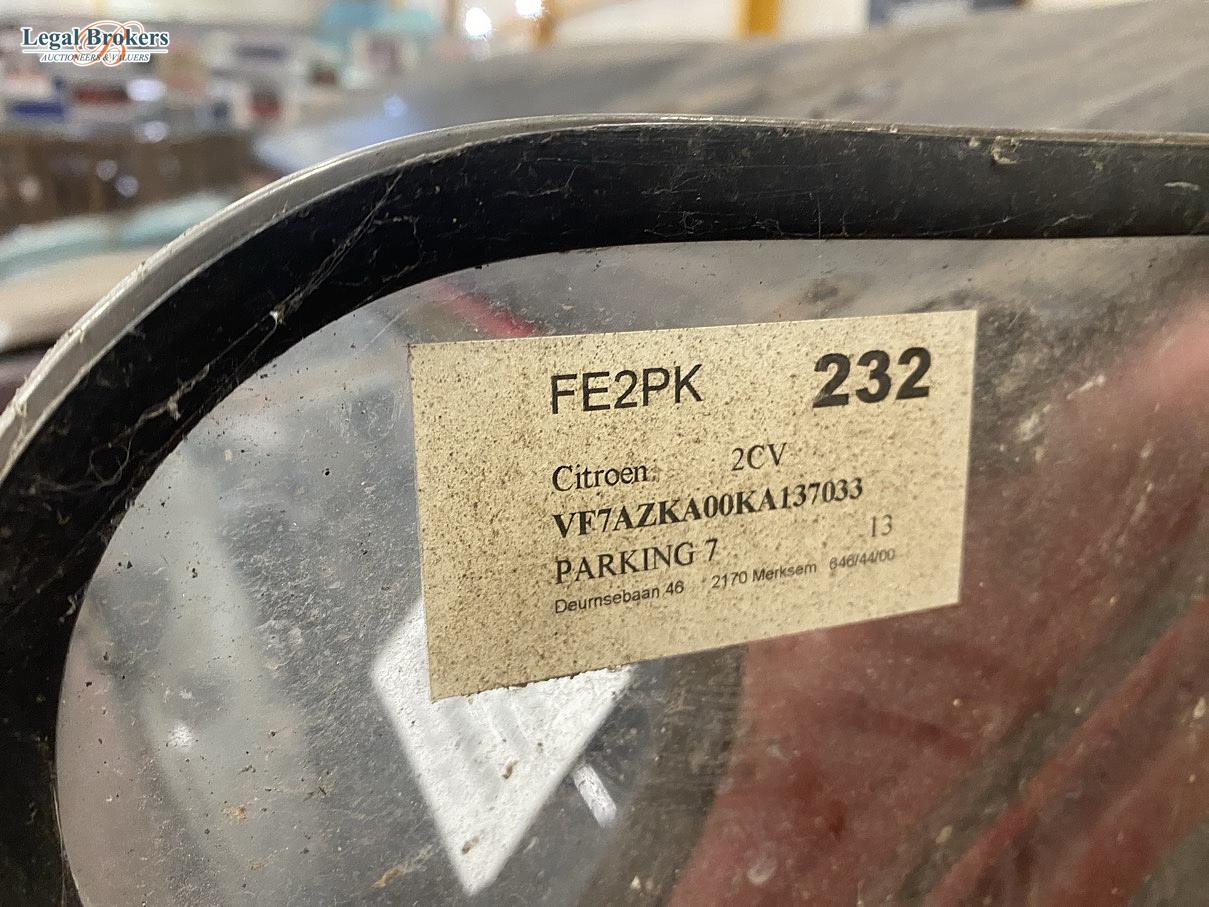 Legal Brokers
AUCTIONEERS & VALUERS
FE2PK 232
Citroen 2CV
VF7AZKA00KA137033
PARKING 7 13
Deurnsebaan 46 2170 Merksem 646/44/00